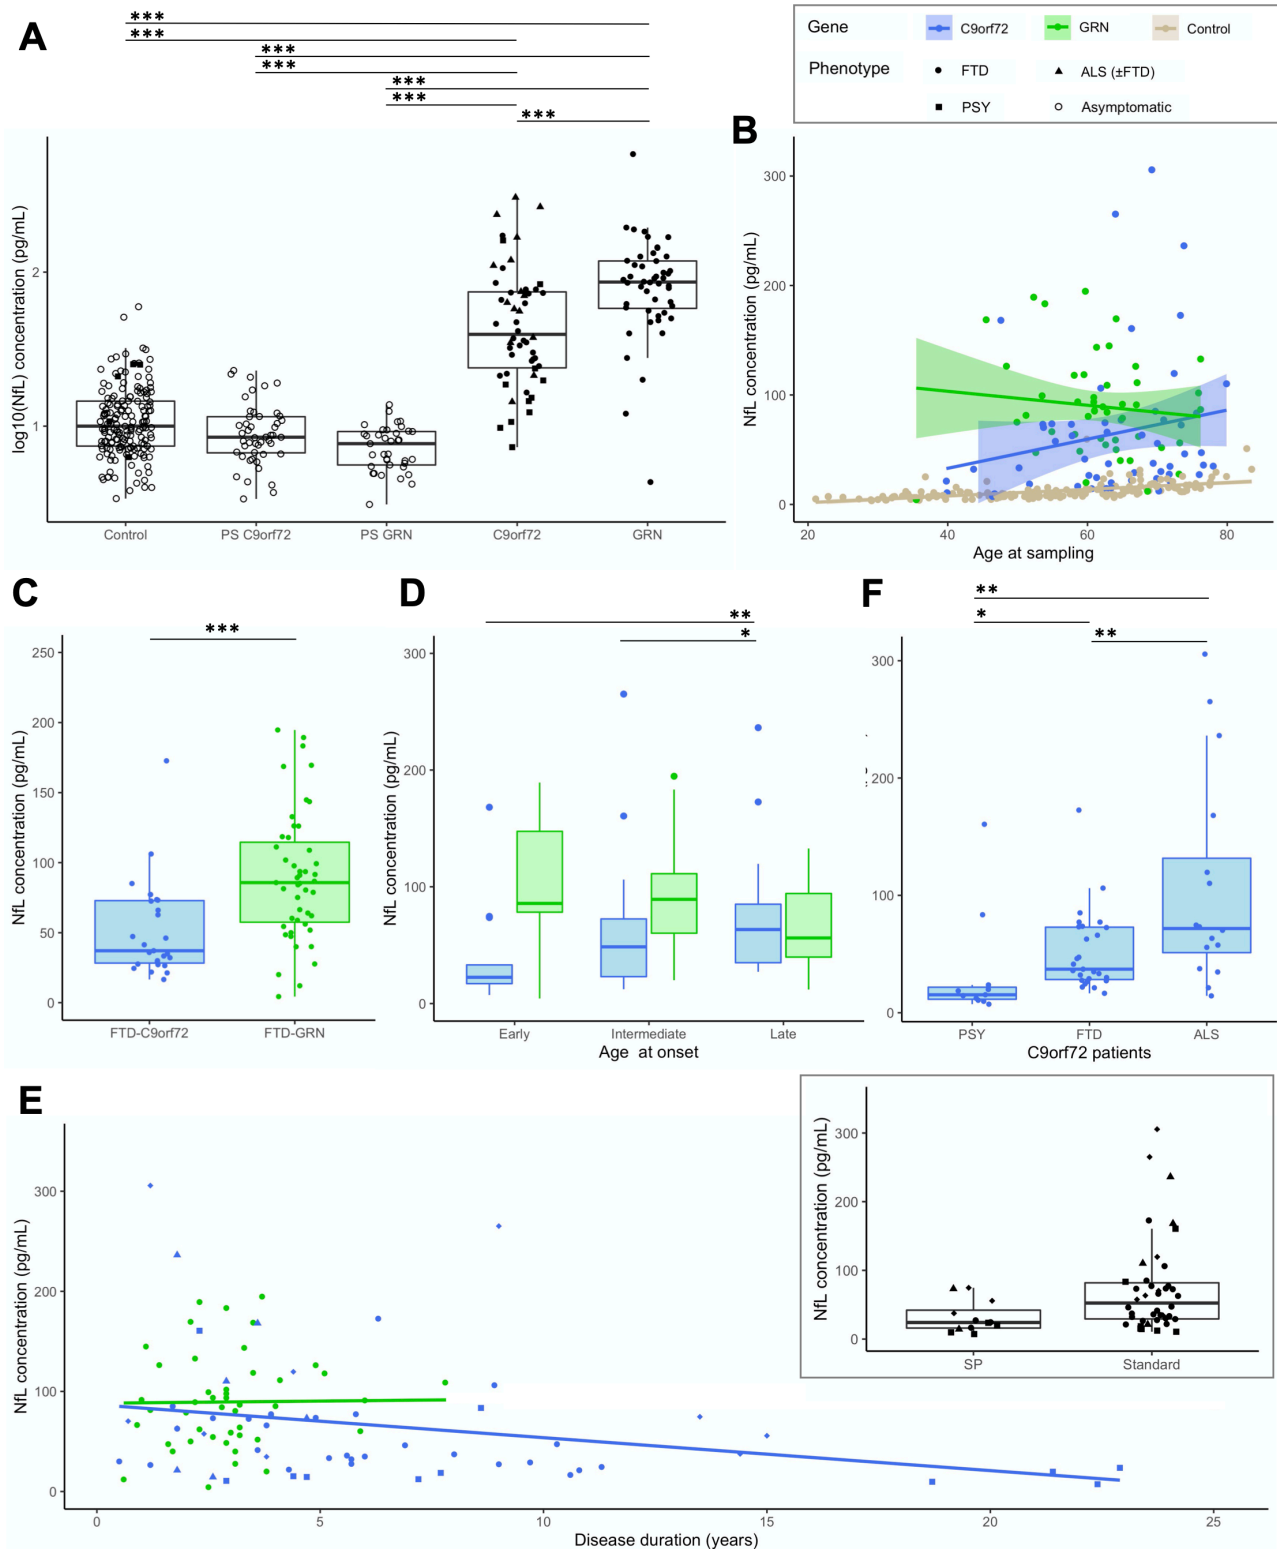 A
***
***
***
***
***
***
***
log10(NfL) concentration (pg/mL)
2
1
Control
PS C9orf72
PS GRN
C9orf72
GRN
Gene
C9orf72
GRN
Control
Phenotype
FTD
ALS (±FTD)
PSY
Asymptomatic
B
NfL concentration (pg/mL)
300
200
100
0
20
40
60
80
Age at sampling
C
***
NfL concentration (pg/mL)
250
200
150
100
50
0
FTD-C9orf72
FTD-GRN
D
**
*
NfL concentration (pg/mL)
300
200
100
0
Early
Intermediate
Late
Age at onset
F
**
*
**
300
200
100
0
PSY
FTD
ALS
C9orf72 patients
E
NfL concentration (pg/mL)
300
200
100
0
0
5
10
15
20
25
Disease duration (years)
NfL concentration (pg/mL)
300
200
100
0
SP
Standard